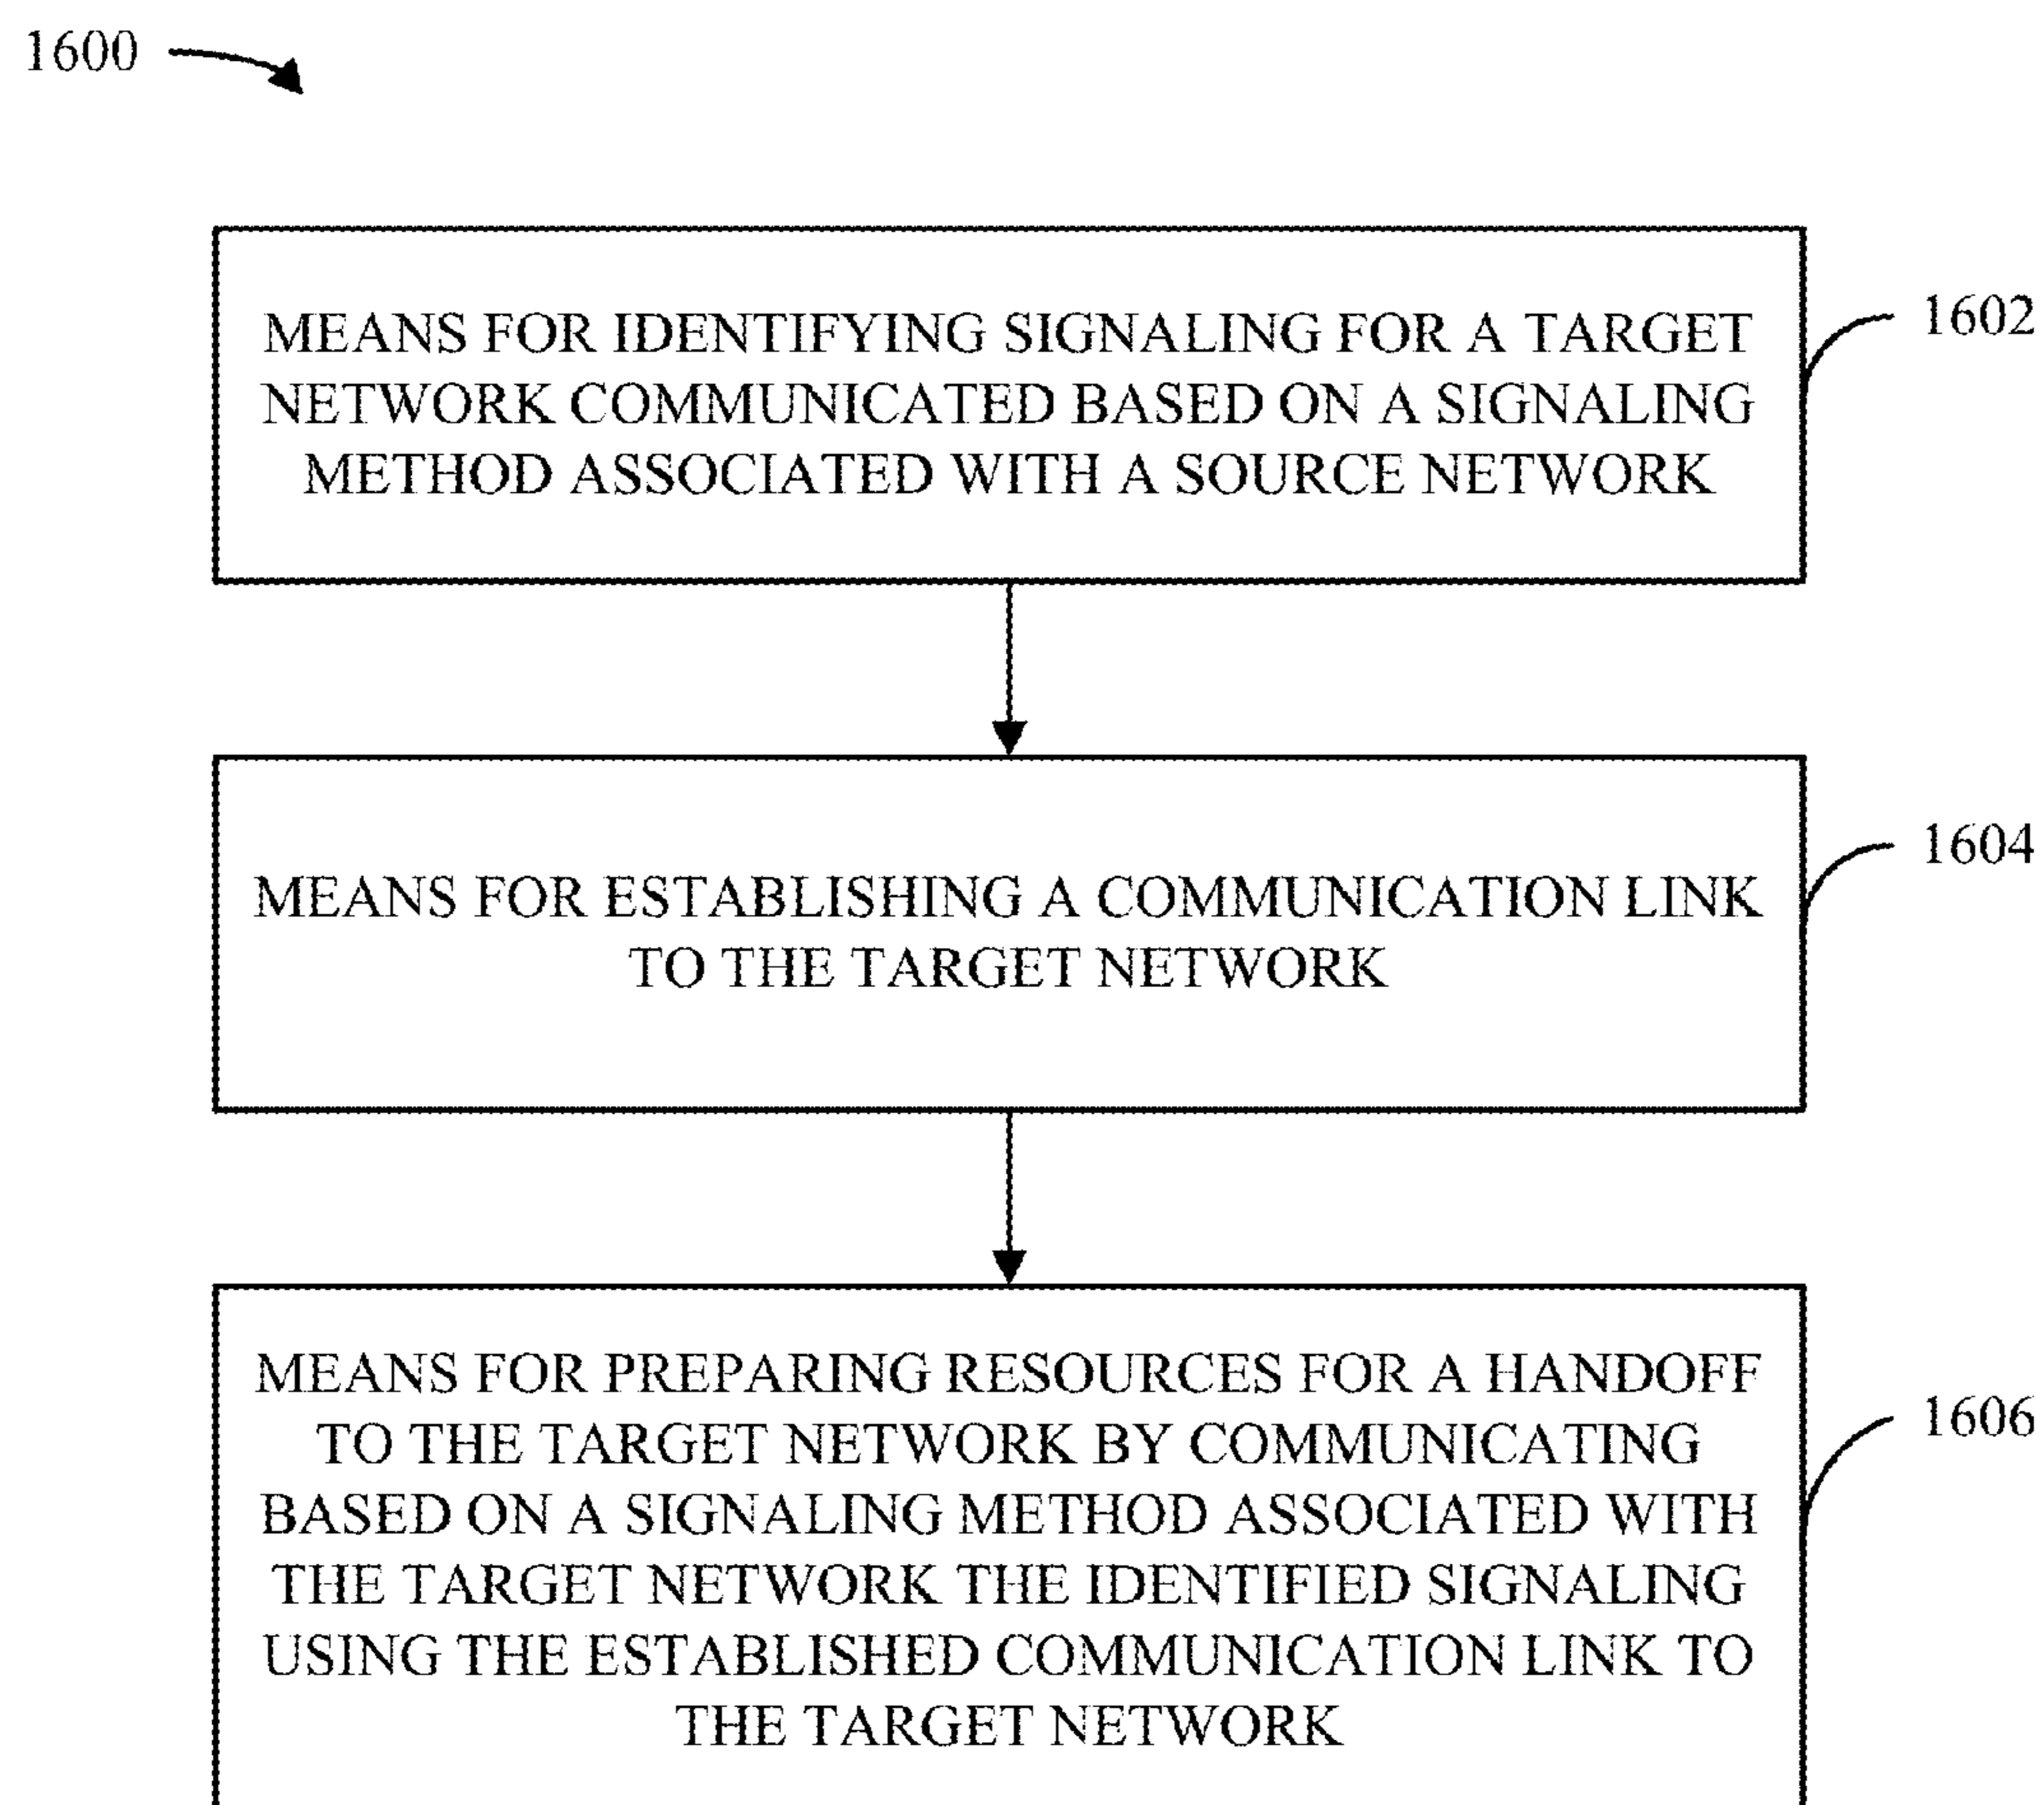 1600
MEANS FOR IDENTIFYING SIGNALING FOR A TARGET
NETWORK COMMUNICATED BASED ON A SIGNALING
METHOD ASSOCIATED WITH A SOURCE NETWORK
1602
MEANS FOR ESTABLISHING A COMMUNICATION LINK
TO THE TARGET NETWORK
1604
MEANS FOR PREPARING RESOURCES FOR A HANDOFF
TO THE TARGET NETWORK BY COMMUNICATING
BASED ON A SIGNALING METHOD ASSOCIATED WITH
THE TARGET NETWORK THE IDENTIFIED SIGNALING
USING THE ESTABLISHED COMMUNICATION LINK TO
THE TARGET NETWORK
1606